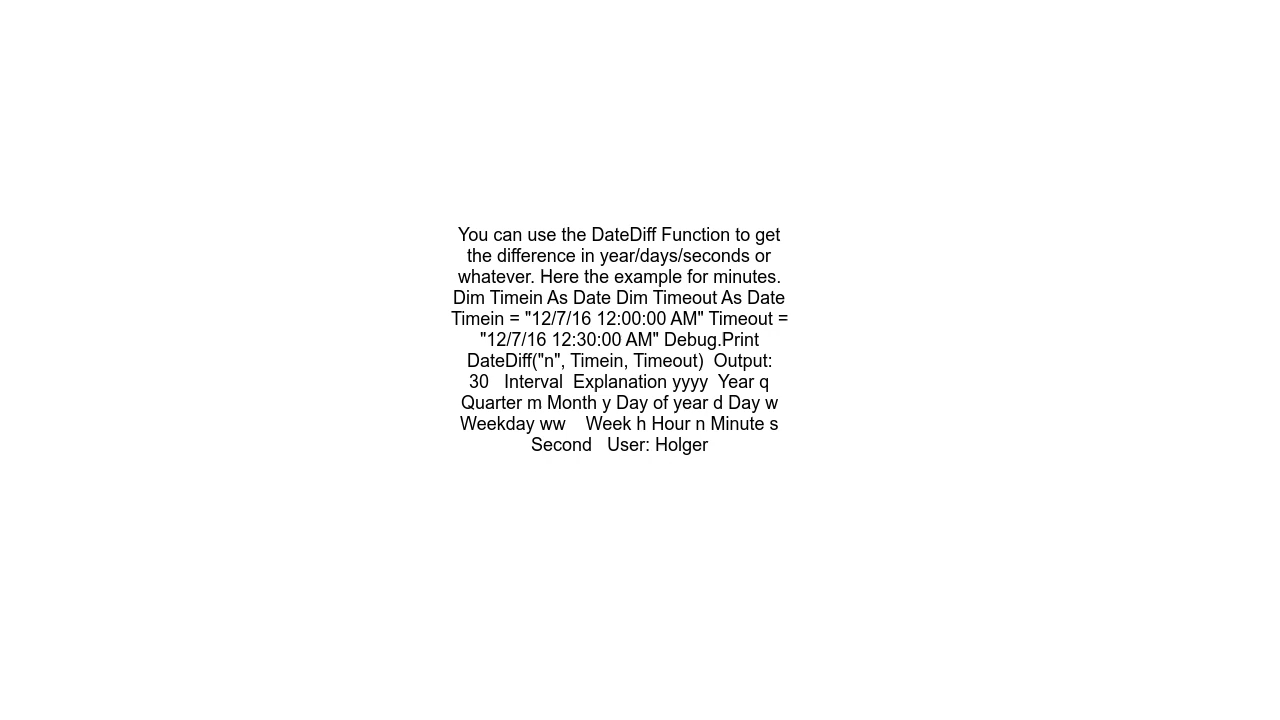 You can use the DateDiff Function to get
the difference in year/days/seconds or
whatever. Here the example for minutes.
Dim Timein As Date Dim Timeout As Date
Timein = "12/7/16 12:00:00 AM" Timeout =
"12/7/16 12:30:00 AM" Debug.Print
DateDiff("n", Timein, Timeout)  Output:
30   Interval  Explanation yyyy  Year q
Quarter m Month y Day of year d Day w
Weekday ww    Week h Hour n Minute s
Second   User: Holger